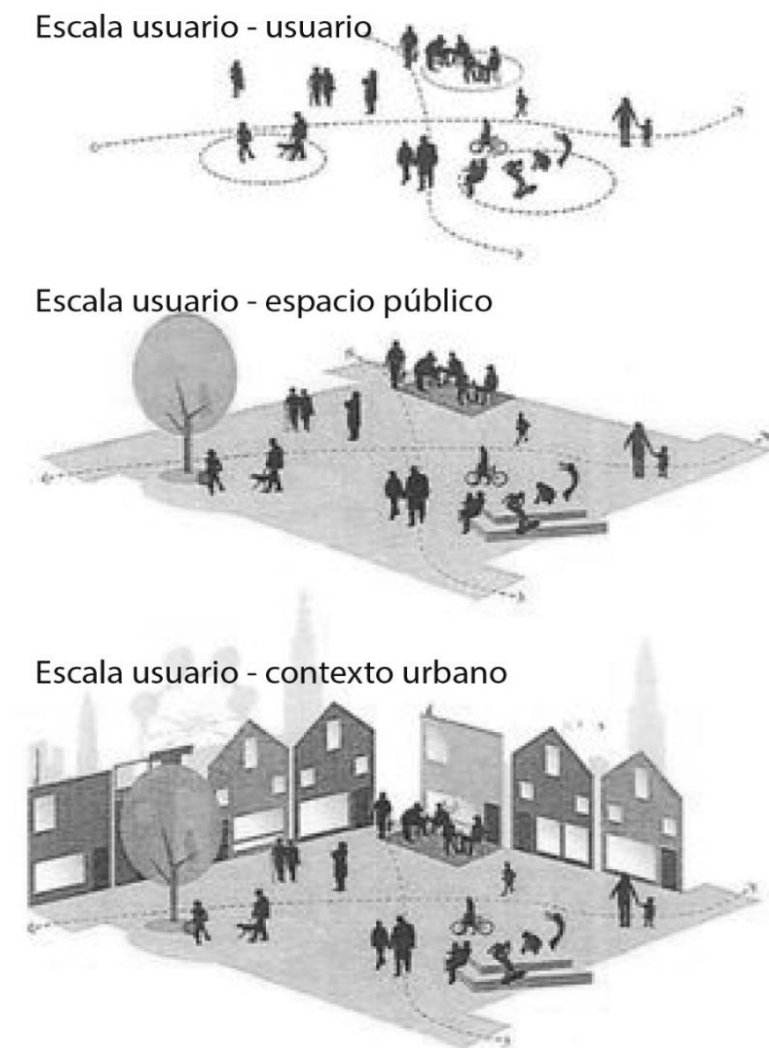 Escala usuario - usuario
Escala usuario - espacio público
Escala usuario - contexto urbano